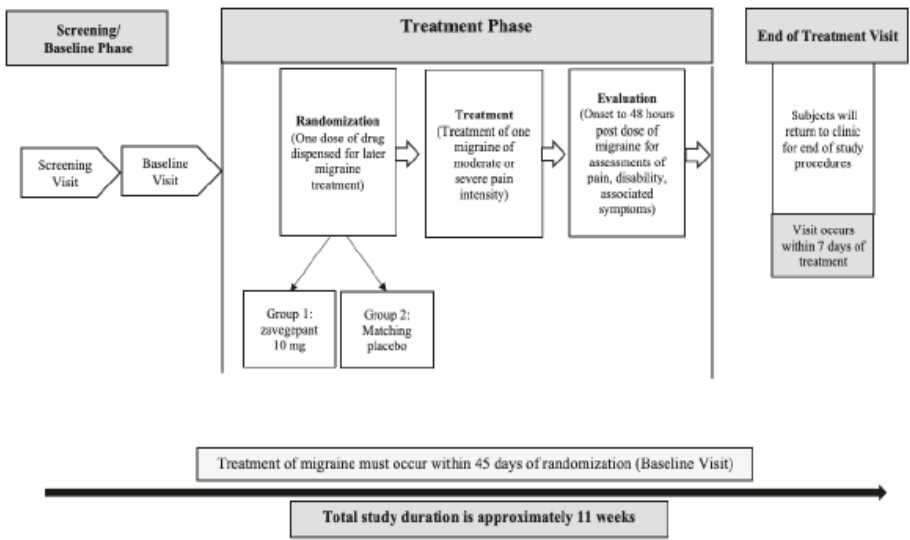 Screening/
Baseline Phase
Treatment Phase
End of Treatment Visit
Screening
Visit
Baseline
Visit
Randomization
(One dose of drug
dispensed for later
migraine
treatment)
Treatment
(Treatment of one
migraine of
moderate or
severe pain
intensity)
Evaluation
(Onset to 48 hours
post dose of
migraine for
assessments of
pain, disability,
associated
symptoms)
Subjects will
return to clinic
for end of study
procedures
Visit occurs
within 7 days of
treatment
Group 1:
zavegepant
10 mg
Group 2:
Matching
placebo
Treatment of migraine must occur within 45 days of randomization (Baseline Visit)
Total study duration is approximately 11 weeks